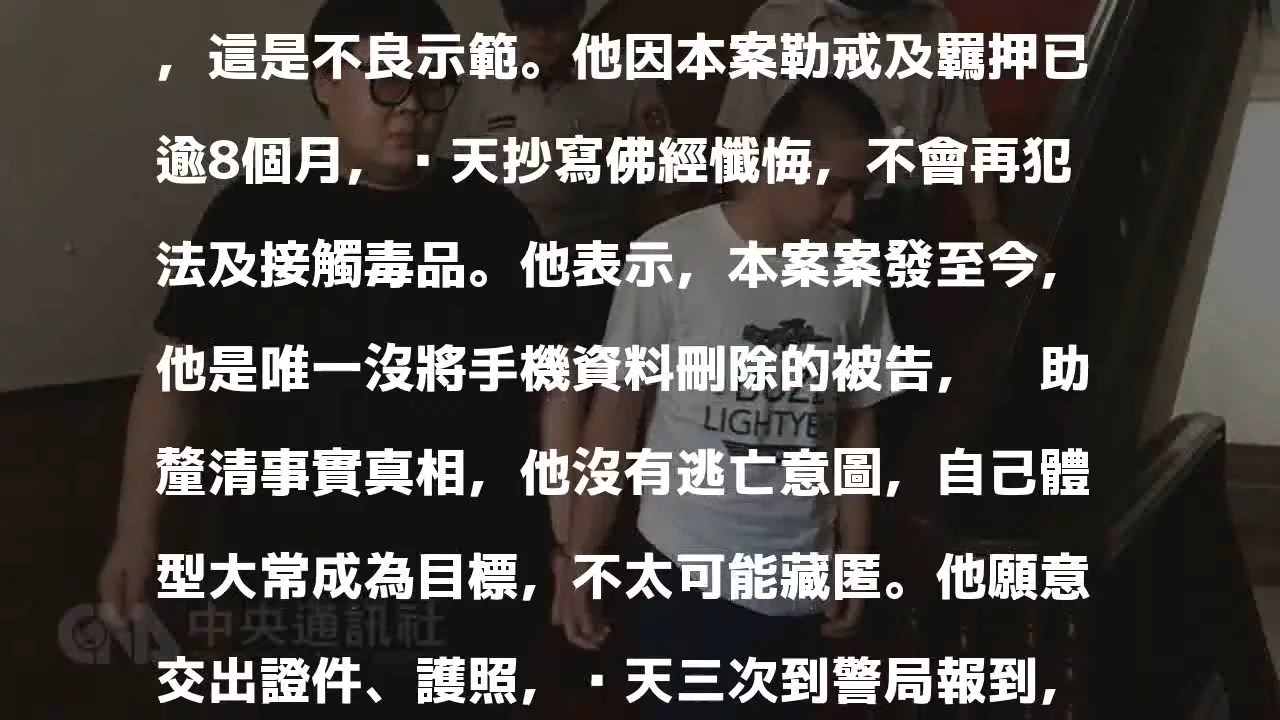 ，這是不良示範。他因本案勒戒及羈押已
逾8個月，▪天抄寫佛經懺悔，不會再犯
法及接觸毒品。他表示，本案案發至今，
他是唯一沒將手機資料刪除的被告，　助
釐清事實真相，他沒有逃亡意圖，自己體
型大常成為目標，不太可能藏匿。他願意
交出證件、護照，▪天三次到警局報到，
LIGHTYE
CNA 中央通訊社